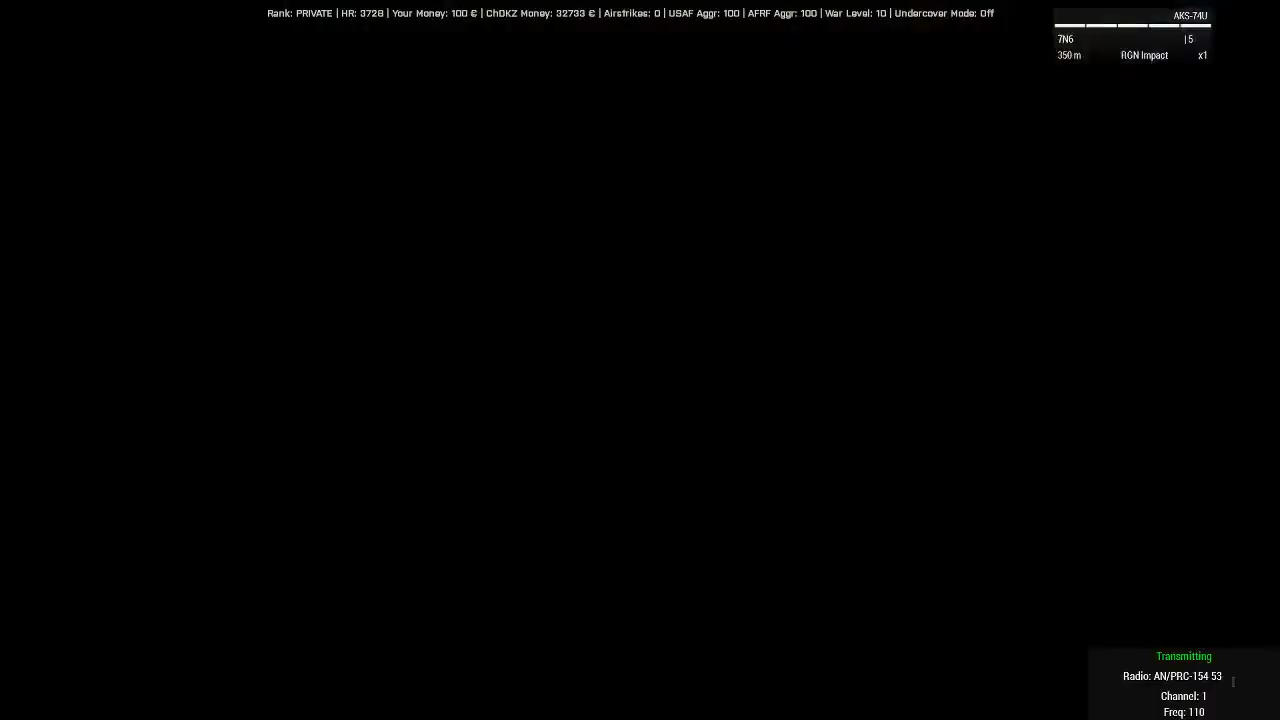 Rank: PRIVATE | HR: 3728 | Your Money: 100 € | ChDKZ Money: 32733 € | Airstrikes: 0 | USAF Aggr: 100 | AFRF Aggr: 100 | War Level: 10 | Undercover Mode: Off
AKS-74U
7N6 | 5
350 m RGN Impact x1
Transmitting
Radio: AN/PRC-154 53
Channel: 1
Freq: 110